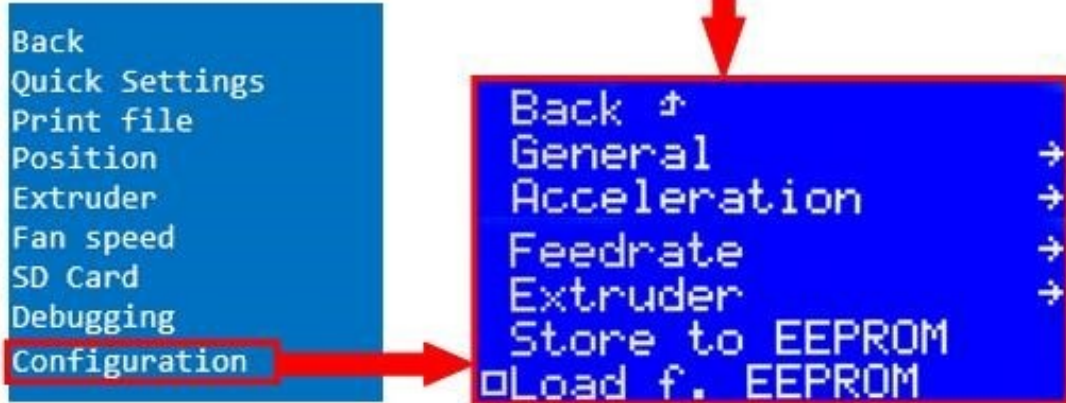 Back
Quick Settings
Print file
Position
Extruder
Fan speed
SD Card
Debugging
Configuration
Back
General
Acceleration
Feedrate
Extruder
Store to EEPROM
Load f. EEPROM